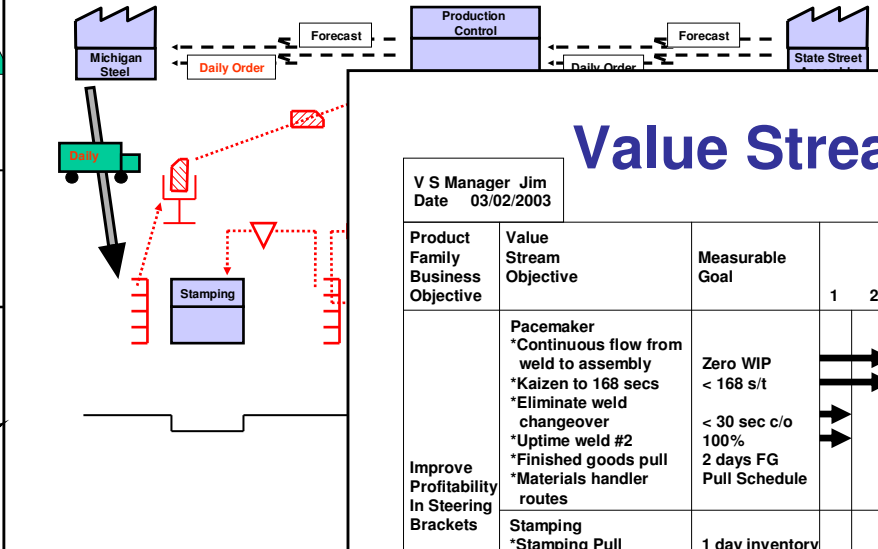 Production
Control
Forecast
Forecast
Michigan
Steel
State Street
Daily Order
Daily Order
Daily
Value
V S Manager Jim
Date 03/02/2003
Product
Family
Business
Objective
Value
Stream
Objective
Measurable
Goal
1
2
Stamping
Pacemaker
*Continuous flow from
weld to assembly
Zero WIP
*Kaizen to 168 secs
< 168 s/t
*Eliminate weld
changeover
< 30 sec c/o
*Uptime weld #2
100%
*Finished goods pull
2 days FG
*Materials handler
Pull Schedule
routes
Improve
Profitability
In Steering
Brackets
Stamping
*Stamping Pull
1 day inventory